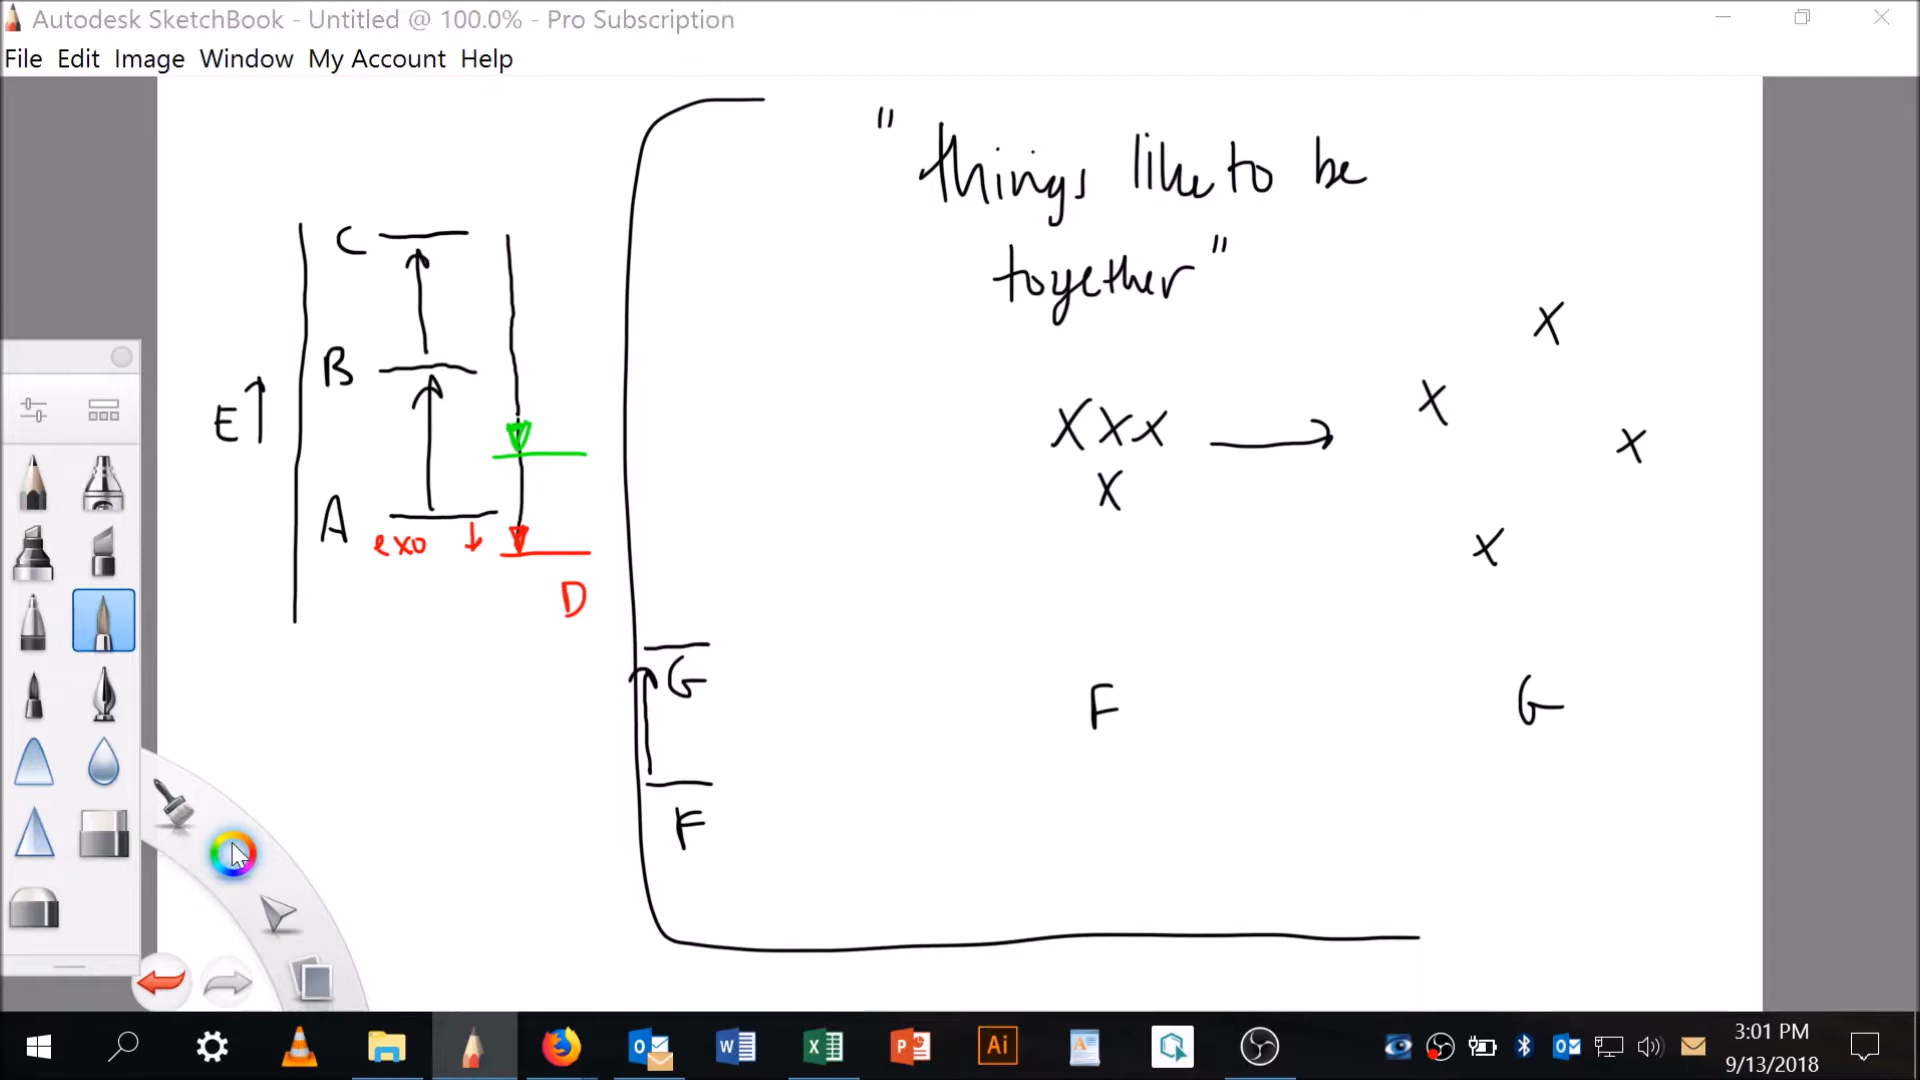 Autodesk SketchBook - Untitled @ 100.0% - Pro Subscription
File Edit Image Window My Account Help
"things like to be
together"
C
B
E
A
exo
D
X
X
X X X
X
X
X
G
F
F
G
Ai
3:01 PM
9/13/2018